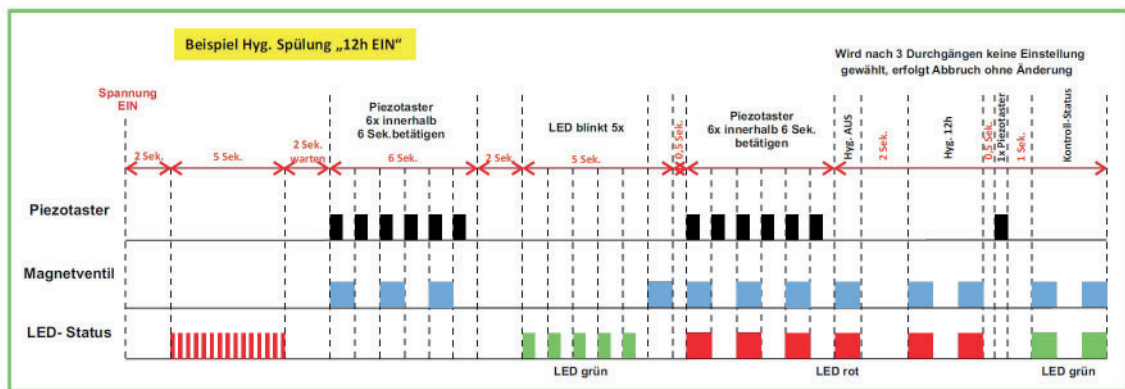 Beispiel Hyg. Spülung „12h EIN“
Wird nach 3 Durchgängen keine Einstellung
gewählt, erfolgt Abbruch ohne Änderung
Spannung
EIN
2 Sek.
5 Sek.
2 Sek.
warten
Piezotaster
6x innerhalb
6 Sek.betätigen
6 Sek.
2 Sek.
LED blinkt 5x
5 Sek.
0,5 Sek.
Piezotaster
6x innerhalb 6 Sek.
betätigen
Hyg. AUS
2 Sek.
Hyg. 12h
0,5 Sek.
1x Piezotaster
1 Sek.
Kontroll-Status
Piezotaster
Magnetventil
LED- Status
LED grün
LED rot
LED grün